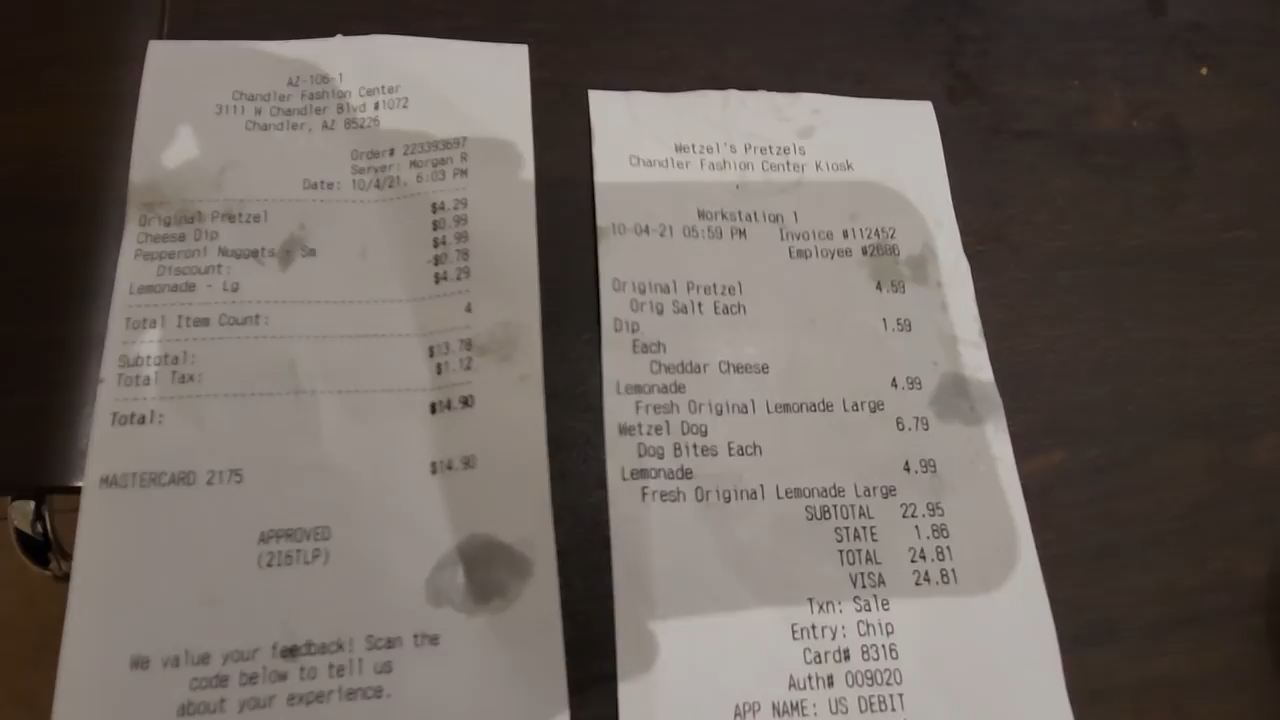 AZ-106-1
Chandler Fashion Center
3111 W Chandler Blvd #1072
Chandler, AZ 85226
Order# 223393697
Server: Morgan R
Date: 10/4/21, 6:03 PM
Original Pretzel $4.29
Cheese Dip $0.99
Pepperoni Nuggets - Sm $4.99
Discount: -$0.78
Lemonade - Lg $4.29
Total Item Count: 4
Subtotal: $13.78
Total Tax: $1.12
Total: $14.90
MASTERCARD 2175 $14.90
APPROVED
(2I6TLP)
We value your feedback! Scan the
code below to tell us
about your experience.
Wetzel's Pretzels
Chandler Fashion Center Kiosk
Workstation 1
10-04-21 05:59 PM Invoice #112452
Employee #2686
Original Pretzel 4.59
Orig Salt Each
Dip 1.59
Each
Cheddar Cheese
Lemonade 4.99
Fresh Original Lemonade Large
Wetzel Dog 6.79
Dog Bites Each
Lemonade 4.99
Fresh Original Lemonade Large
SUBTOTAL 22.95
STATE 1.86
TOTAL 24.81
VISA 24.81
Txn: Sale
Entry: Chip
Card# 8316
Auth# 009020
APP NAME: US DEBIT